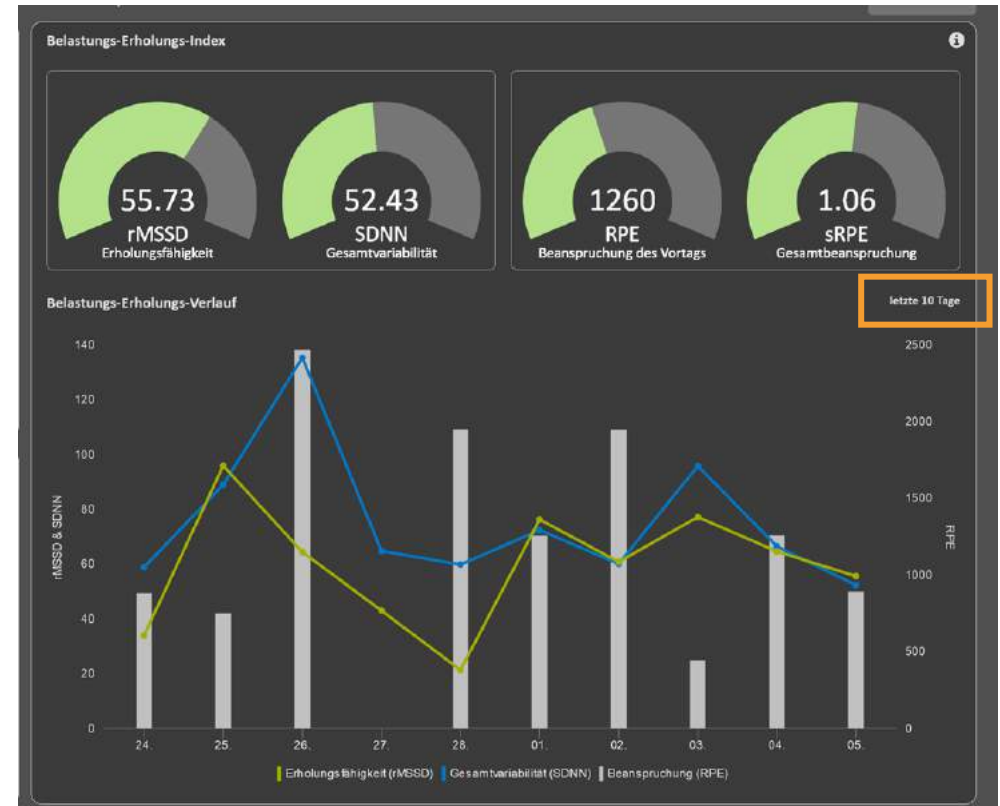 Belastungs-Erholungs-Index
55.73
rMSSD
Erholungsfähigkeit
52.43
SDNN
Gesamtvariabilität
1260
RPE
Beanspruchung des Vortags
1.06
sRPE
Gesamtbeanspruchung
Belastungs-Erholungs-Verlauf
letzte 10 Tage
140
120
100
80
60
40
20
0
rMSSD & SDNN
2500
2000
1500
1000
500
0
RPE
24. 25. 26. 27. 28. 01. 02. 03. 04. 05.
Erholungsfähigkeit (rMSSD) Gesamtvariabilität (SDNN) Beanspruchung (RPE)